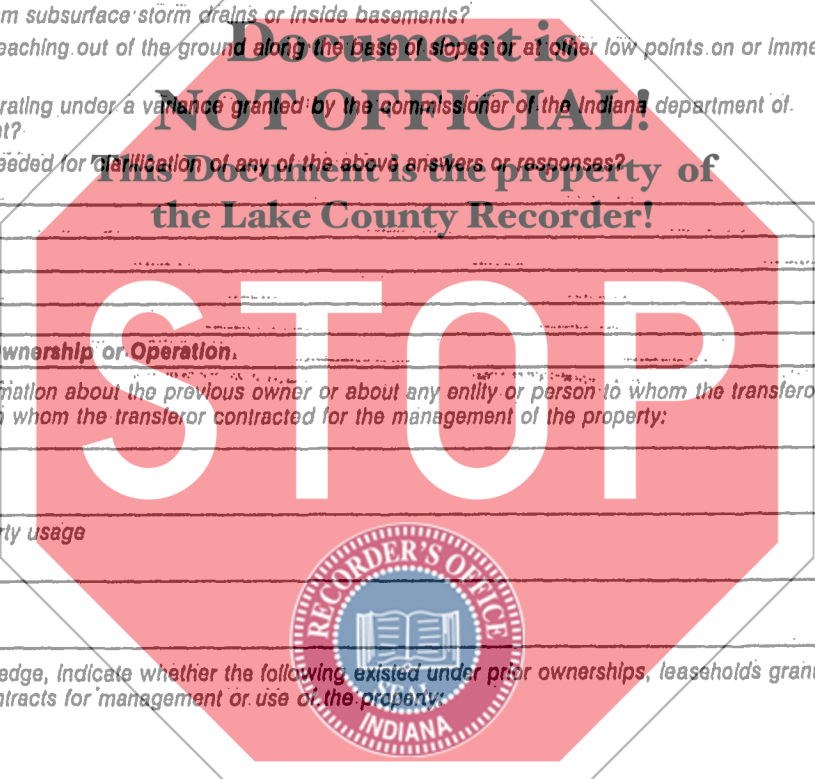 m subsurface storm drains or inside basements?
Document is
eaching out of the ground along the base of slopes or at other low points on or imme
rating under a variance granted by the commissioner of the Indiana department of
NOT OFFICIAL!
t?
eeded for clarification of any of the above answers or responses?
This Document is the property of
the Lake County Recorder!
STOP
wnership or Operation.
mation about the previous owner or about any entity or person to whom the transfero
whom the transferor contracted for the management of the property:
rty usage
RECORDER'S OFFICE
SEAL
INDIANA
edge, indicate whether the following existed under prior ownerships, leaseholds gran
ntracts for management or use of the property: